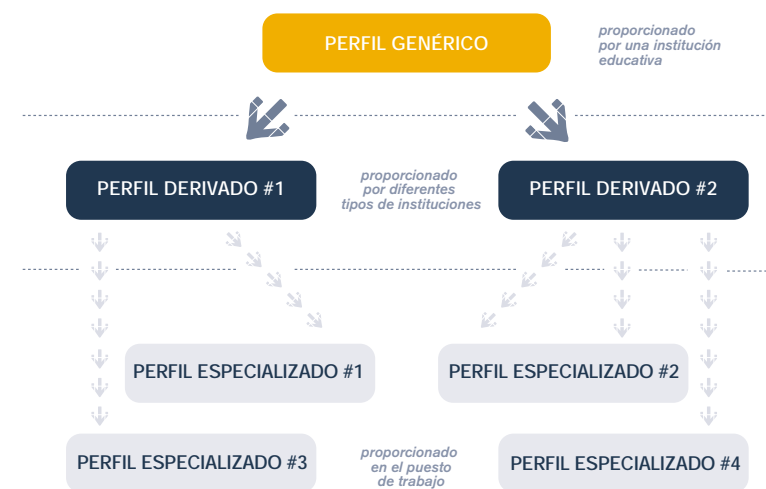 PERFIL GENÉRICO
proporcionado
por una institución
educativa
PERFIL DERIVADO #1
proporcionado
por diferentes
tipos de instituciones
PERFIL DERIVADO #2
PERFIL ESPECIALIZADO #1
PERFIL ESPECIALIZADO #2
PERFIL ESPECIALIZADO #3
proporcionado
en el puesto
de trabajo
PERFIL ESPECIALIZADO #4